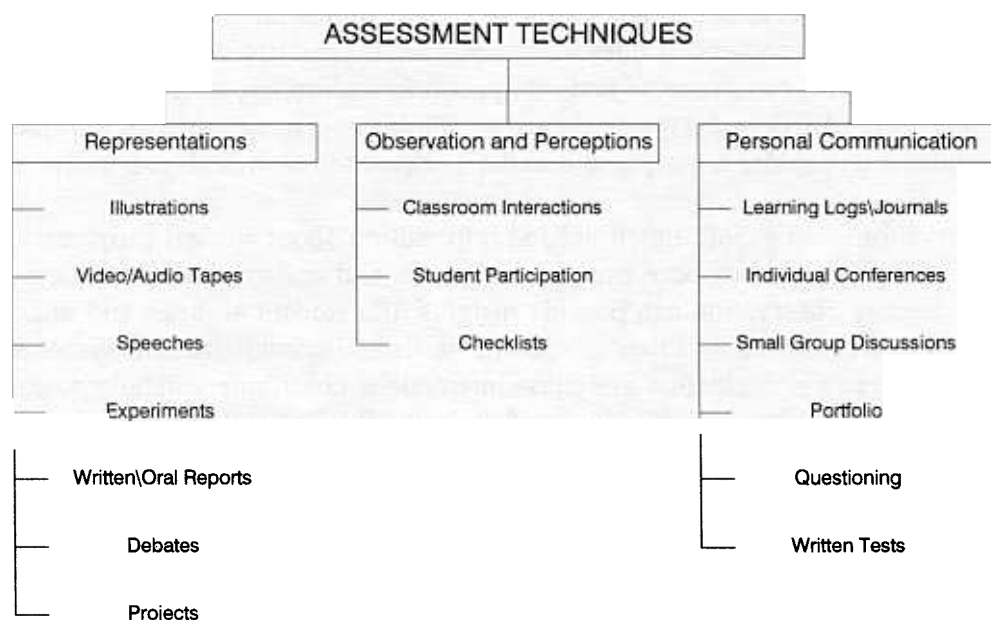 ASSESSMENT TECHNIQUES
Representations
Illustrations
Video/Audio Tapes
Speeches
Experiments
Written\Oral Reports
Debates
Projects
Observation and Perceptions
Classroom Interactions
Student Participation
Checklists
Personal Communication
Learning Logs\Journals
Individual Conferences
Small Group Discussions
Portfolio
Questioning
Written Tests